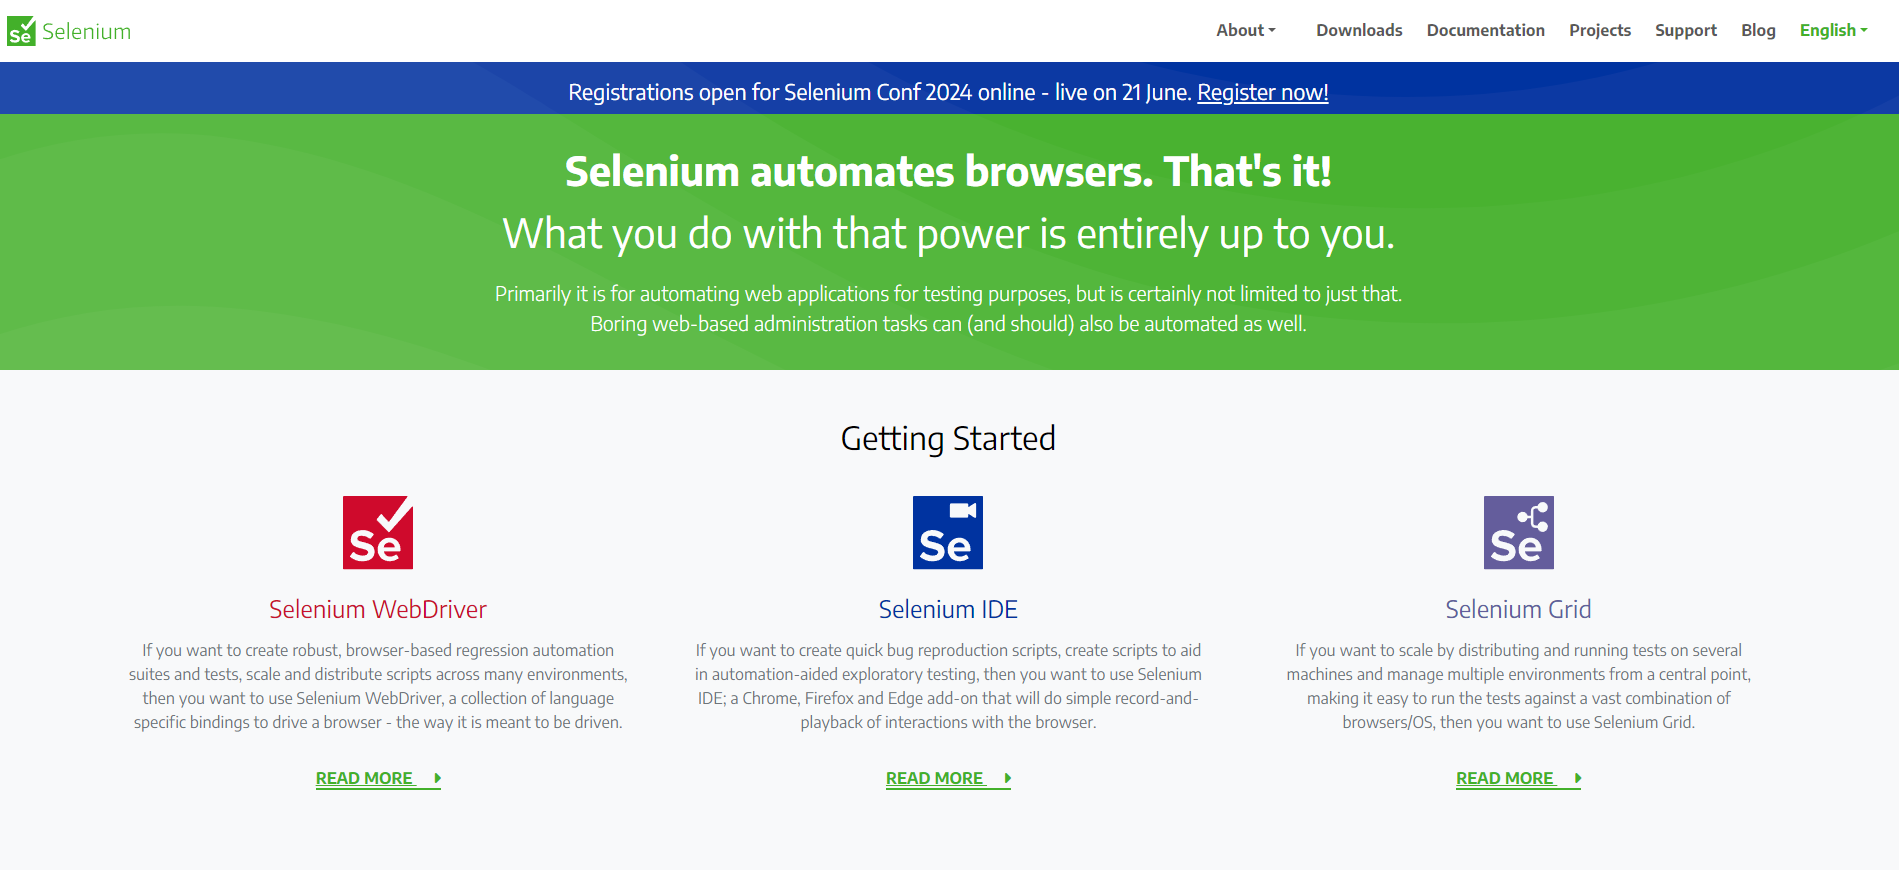 Se Selenium
About
Downloads
Documentation
Projects
Support
Blog
English
Registrations open for Selenium Conf 2024 online - live on 21 June. Register now!
Selenium automates browsers. That's it!
What you do with that power is entirely up to you.
Primarily it is for automating web applications for testing purposes, but is certainly not limited to just that.
Boring web-based administration tasks can (and should) also be automated as well.
Getting Started
Se
Selenium WebDriver
If you want to create robust, browser-based regression automation
suites and tests, scale and distribute scripts across many environments,
then you want to use Selenium WebDriver, a collection of language
specific bindings to drive a browser - the way it is meant to be driven.
READ MORE
Se
Selenium IDE
If you want to create quick bug reproduction scripts, create scripts to aid
in automation-aided exploratory testing, then you want to use Selenium
IDE; a Chrome, Firefox and Edge add-on that will do simple record-and-
playback of interactions with the browser.
READ MORE
Se
Selenium Grid
If you want to scale by distributing and running tests on several
machines and manage multiple environments from a central point,
making it easy to run the tests against a vast combination of
browsers/OS, then you want to use Selenium Grid.
READ MORE